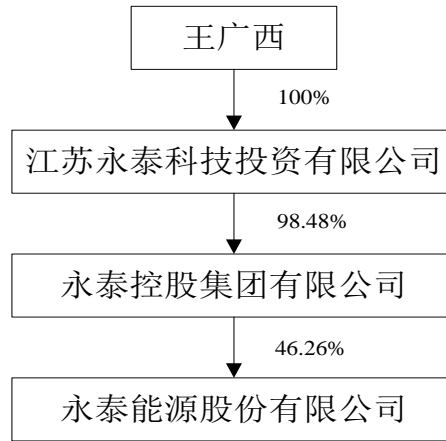 王广西
100%
江苏永泰科技投资有限公司
98.48%
永泰控股集团有限公司
46.26%
永泰能源股份有限公司